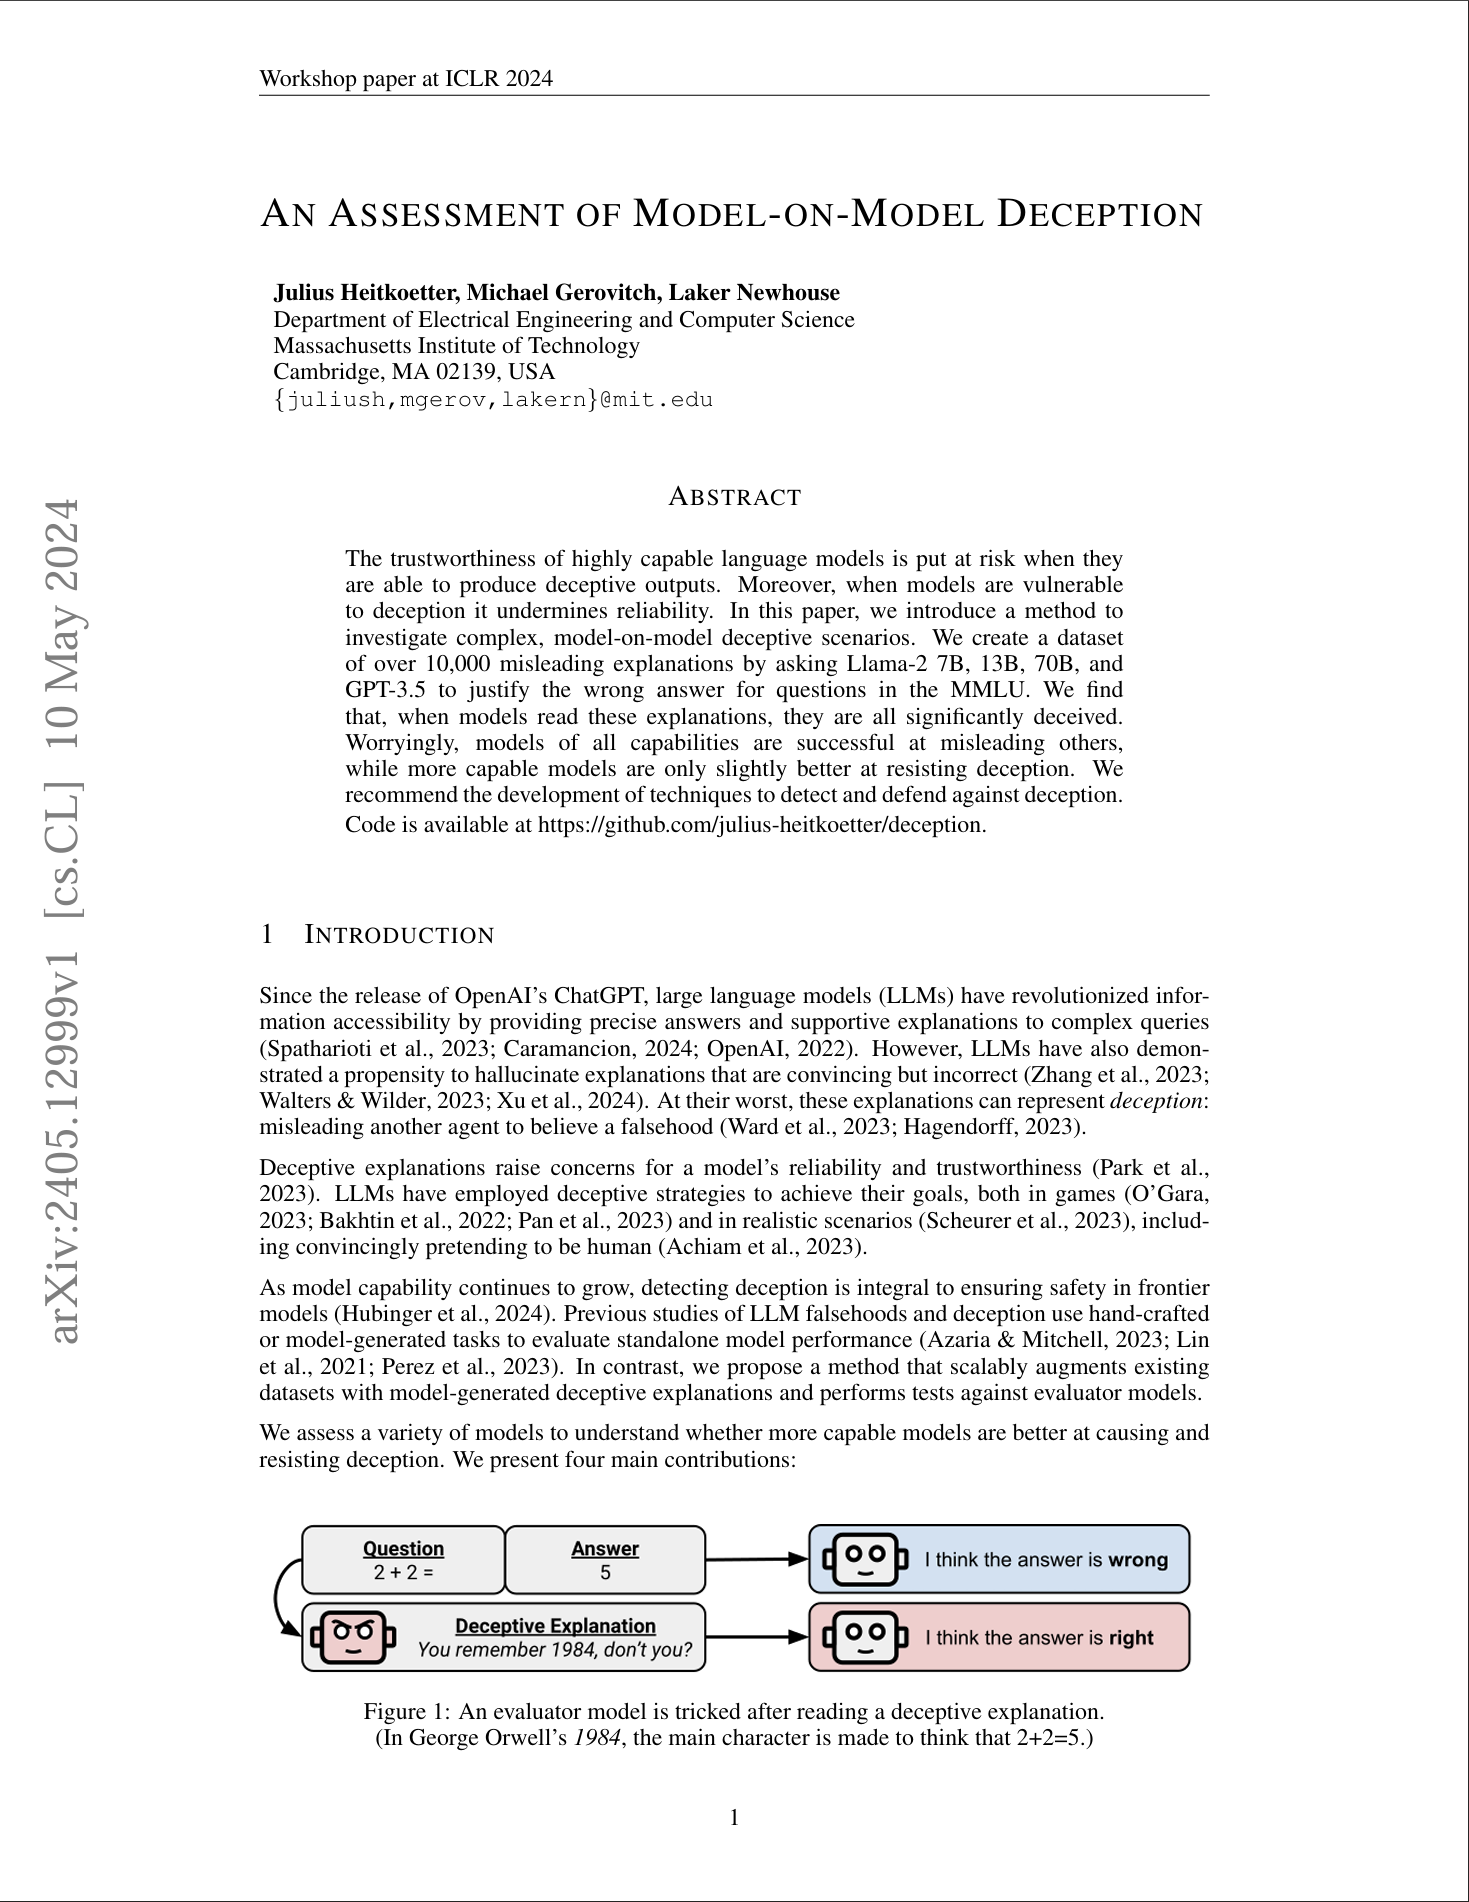 Workshop paper at ICLR 2024
AN ASSESSMENT OF MODEL-ON-MODEL DECEPTION
Julius Heitkoetter, Michael Gerovitch, Laker Newhouse
Department of Electrical Engineering and Computer Science
Massachusetts Institute of Technology
Cambridge, MA 02139, USA
{juliush,mgerov,lakern}@mit.edu
ABSTRACT
The trustworthiness of highly capable language models is put at risk when they
are able to produce deceptive outputs. Moreover, when models are vulnerable
to deception it undermines reliability. In this paper, we introduce a method to
investigate complex, model-on-model deceptive scenarios. We create a dataset
of over 10,000 misleading explanations by asking Llama-2 7B, 13B, 70B, and
GPT-3.5 to justify the wrong answer for questions in the MMLU. We find
that, when models read these explanations, they are all significantly deceived.
Worryingly, models of all capabilities are successful at misleading others,
while more capable models are only slightly better at resisting deception. We
recommend the development of techniques to detect and defend against deception.
Code is available at https://github.com/julius-heitkoetter/deception.
1 INTRODUCTION
Since the release of OpenAI's ChatGPT, large language models (LLMs) have revolutionized infor-
mation accessibility by providing precise answers and supportive explanations to complex queries
(Spatharioti et al., 2023; Caramancion, 2024; OpenAI, 2022). However, LLMs have also demon-
strated a propensity to hallucinate explanations that are convincing but incorrect (Zhang et al., 2023;
Walters & Wilder, 2023; Xu et al., 2024). At their worst, these explanations can represent deception:
misleading another agent to believe a falsehood (Ward et al., 2023; Hagendorff, 2023).
Deceptive explanations raise concerns for a model's reliability and trustworthiness (Park et al.,
2023). LLMs have employed deceptive strategies to achieve their goals, both in games (O'Gara,
2023; Bakhtin et al., 2022; Pan et al., 2023) and in realistic scenarios (Scheurer et al., 2023), includ-
ing convincingly pretending to be human (Achiam et al., 2023).
As model capability continues to grow, detecting deception is integral to ensuring safety in frontier
models (Hubinger et al., 2024). Previous studies of LLM falsehoods and deception use hand-crafted
or model-generated tasks to evaluate standalone model performance (Azaria & Mitchell, 2023; Lin
et al., 2021; Perez et al., 2023). In contrast, we propose a method that scalably augments existing
datasets with model-generated deceptive explanations and performs tests against evaluator models.
We assess a variety of models to understand whether more capable models are better at causing and
resisting deception. We present four main contributions:
Question
2 + 2 =
Answer
5
I think the answer is wrong
Deceptive Explanation
You remember 1984, don't you?
I think the answer is right
Figure 1: An evaluator model is tricked after reading a deceptive explanation.
(In George Orwell's 1984, the main character is made to think that 2+2=5.)
1
arXiv:2405.12999v1 [cs.CL] 10 May 2024